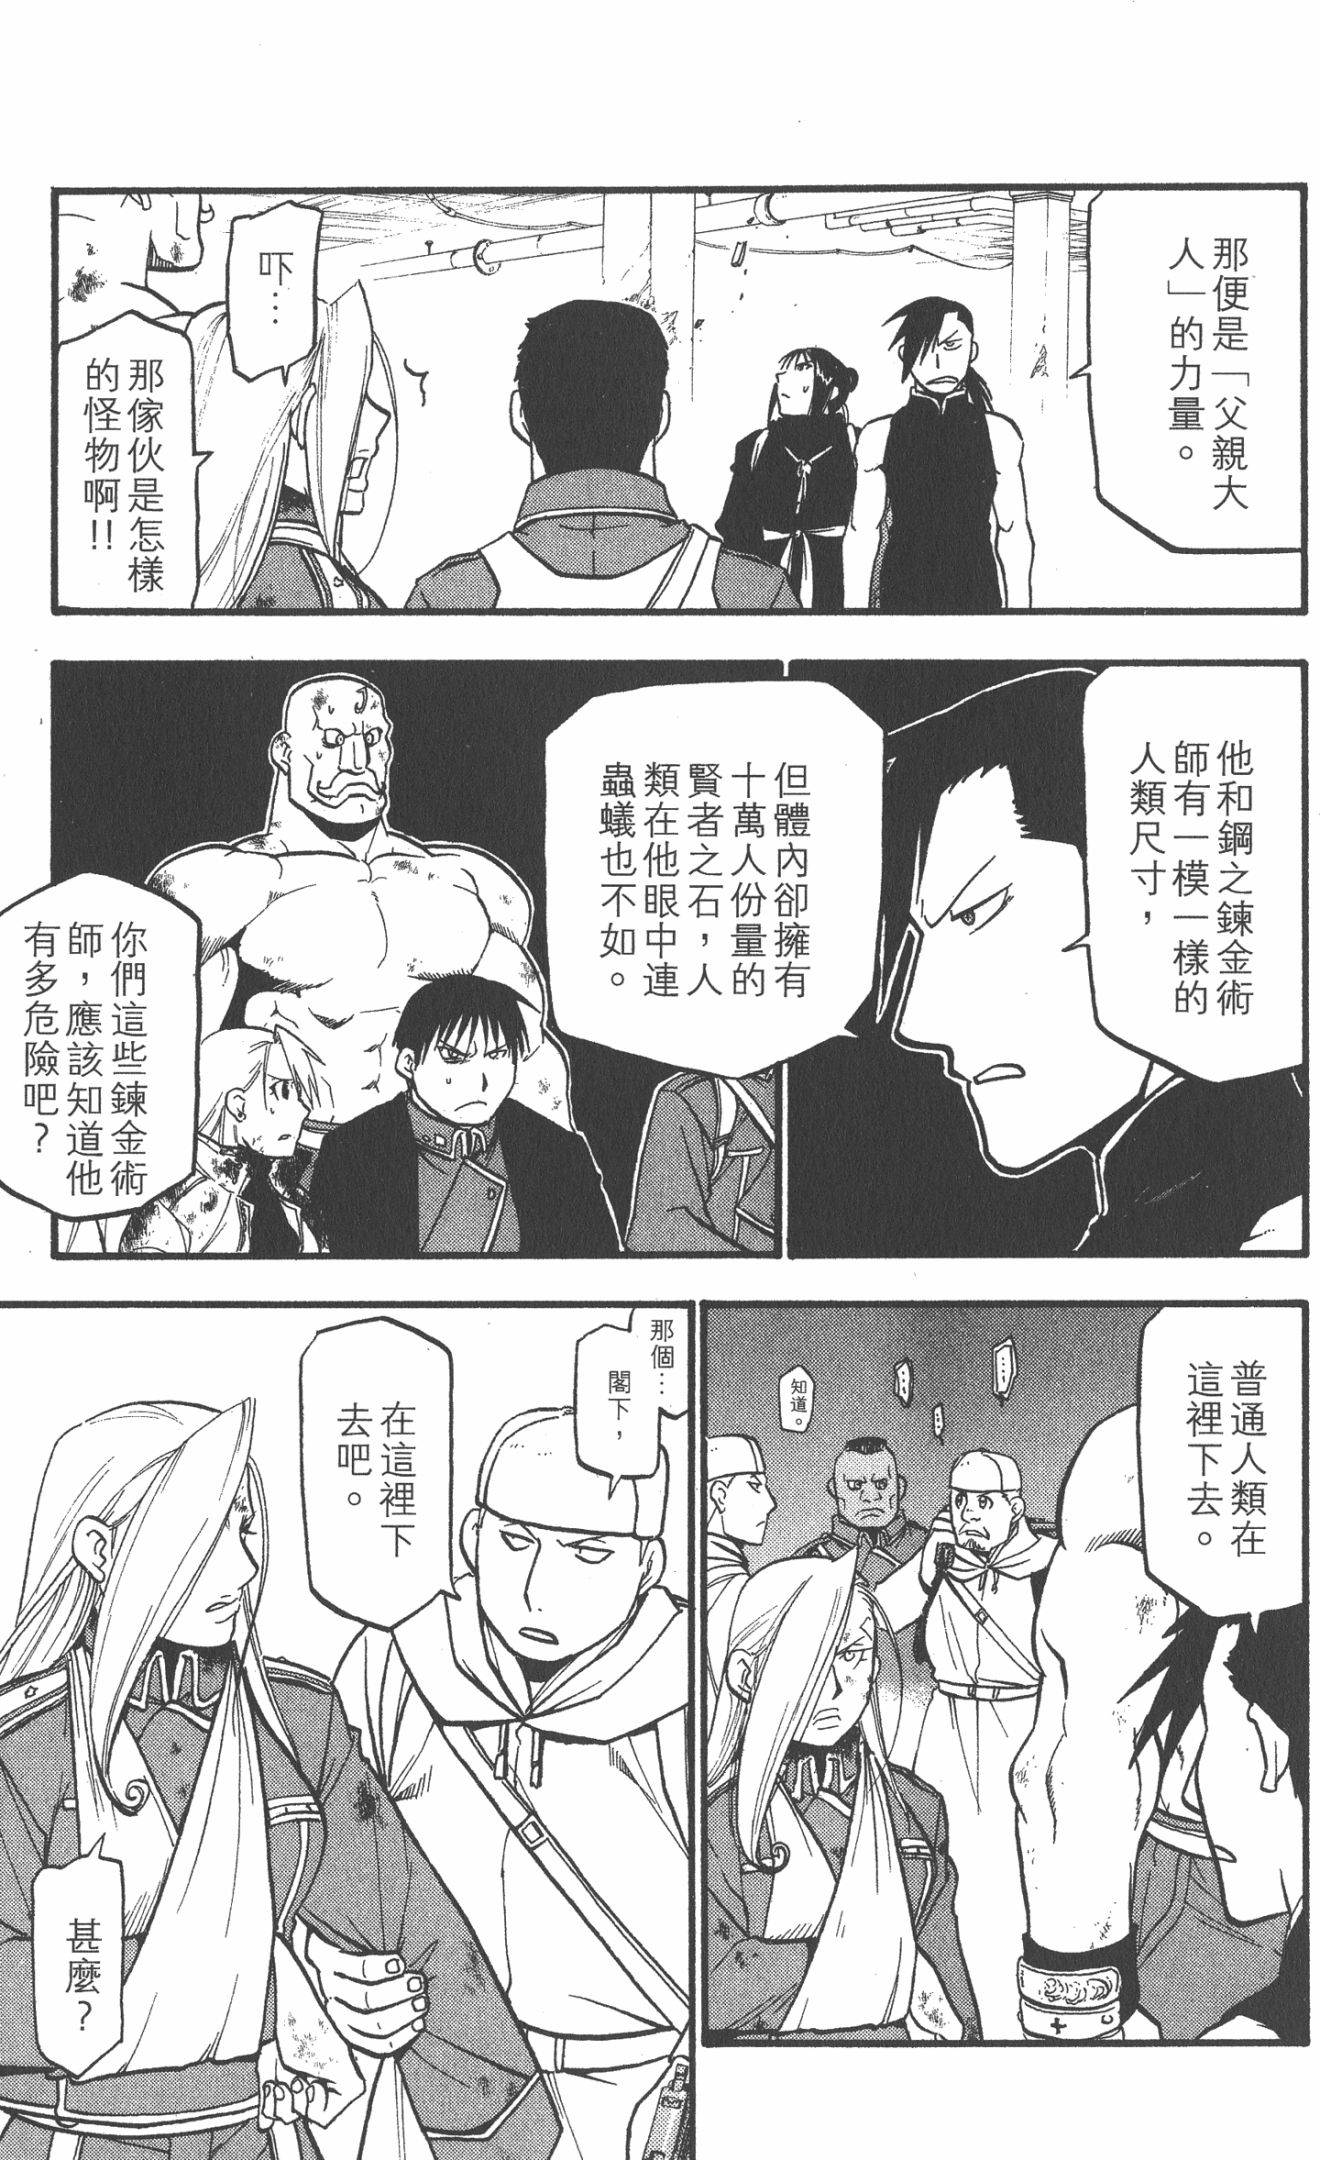 那便是「父親大
人」的力量。
吓…
那傢伙是怎樣
的怪物啊!!
他和鋼之鍊金術
師有一模一樣的
人類尺寸，
但體內卻擁有
十萬人份量的
賢者之石，人
類在他眼中連
蟲蟻也不如。
你們這些鍊金術
師，應該知道他
有多危險吧？
普通人類在
這裡下去。
……
……
…
知道。
那個…
閣下，
在這裡下
去吧。
甚麼？